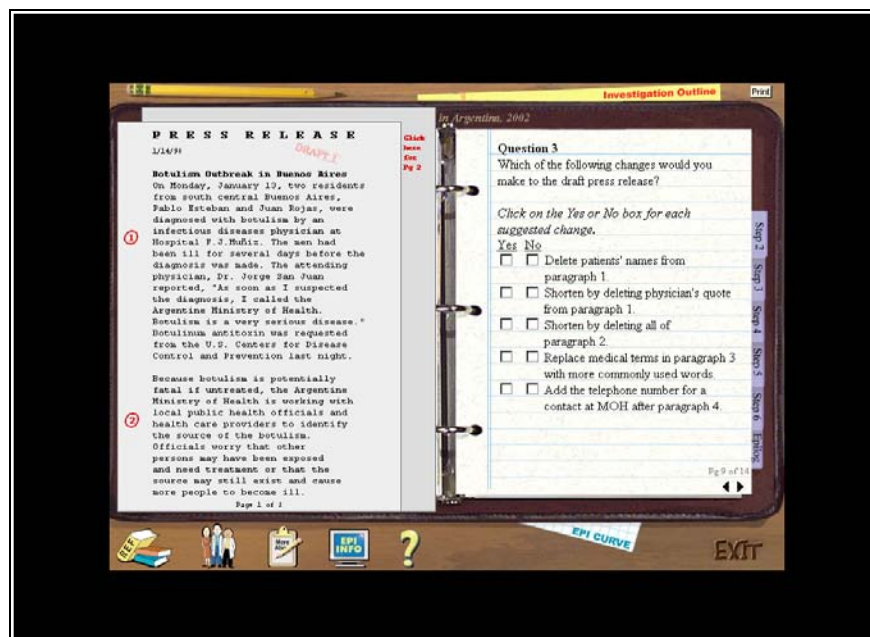 Investigation Outline
Print
in Argentina, 2002
PRESS RELEASE
1/14/98
DRAFT 1
Click
here
for
Pg 2
Botulism Outbreak in Buenos Aires
On Monday, January 13, two residents
from south central Buenos Aires,
Pablo Esteban and Juan Rojas, were
diagnosed with botulism by an
infectious diseases physician at
Hospital F.J.Muñiz. The men had
been ill for several days before the
diagnosis was made. The attending
physician, Dr. Jorge San Juan
reported, "As soon as I suspected
the diagnosis, I called the
Argentine Ministry of Health.
Botulism is a very serious disease."
Botulinum antitoxin was requested
from the U.S. Centers for Disease
Control and Prevention last night.
1
Because botulism is potentially
fatal if untreated, the Argentine
Ministry of Health is working with
local public health officials and
health care providers to identify
the source of the botulism.
Officials worry that other
persons may have been exposed
and need treatment or that the
source may still exist and cause
more people to become ill.
2
Question 3
Which of the following changes would you
make to the draft press release?
Click on the Yes or No box for each
suggested change.
Yes No
Delete patients' names from
paragraph 1.
Shorten by deleting physician's quote
from paragraph 1.
Shorten by deleting all of
paragraph 2.
Replace medical terms in paragraph 3
with more commonly used words.
Add the telephone number for a
contact at MOH after paragraph 4.
Pg 9 of 14
Step 2
Step 3
Step 4
Step 5
Step 6
Epilog
REF
More
EPI
INFO
?
EPI CURVE
EXIT